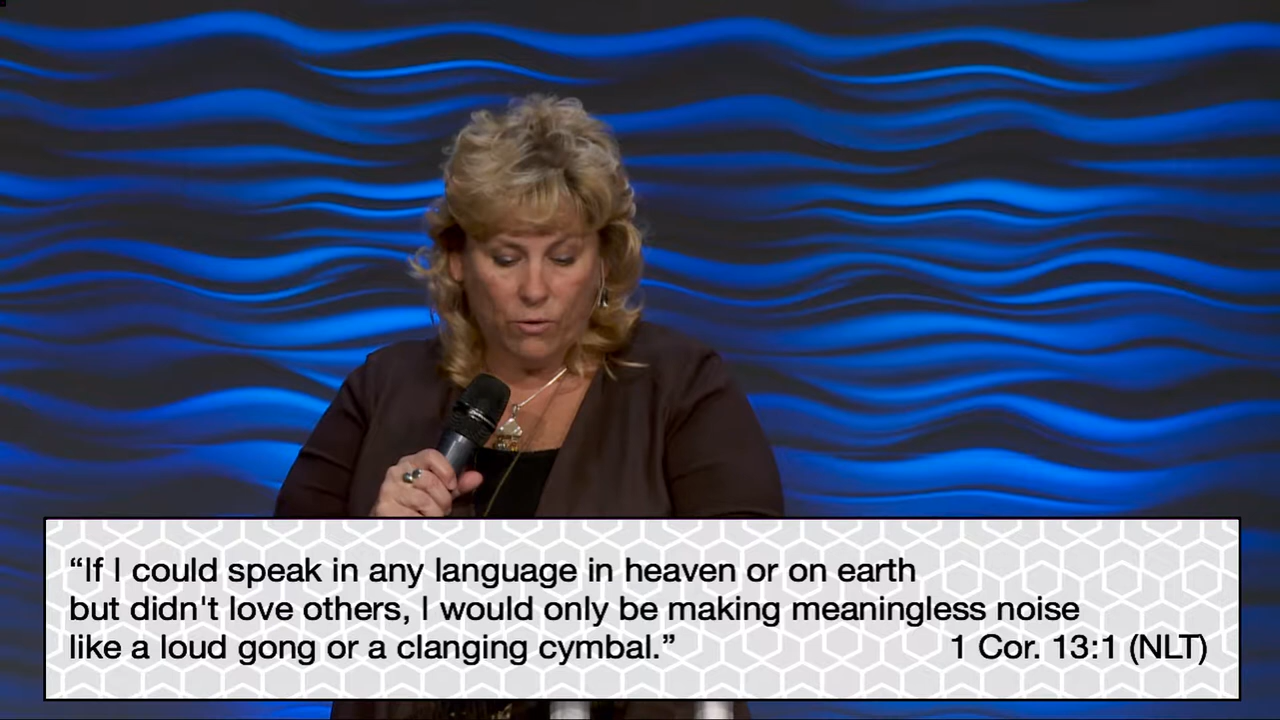 “If I could speak in any language in heaven or on earth
but didn't love others, I would only be making meaningless noise
like a loud gong or a clanging cymbal.” 1 Cor. 13:1 (NLT)